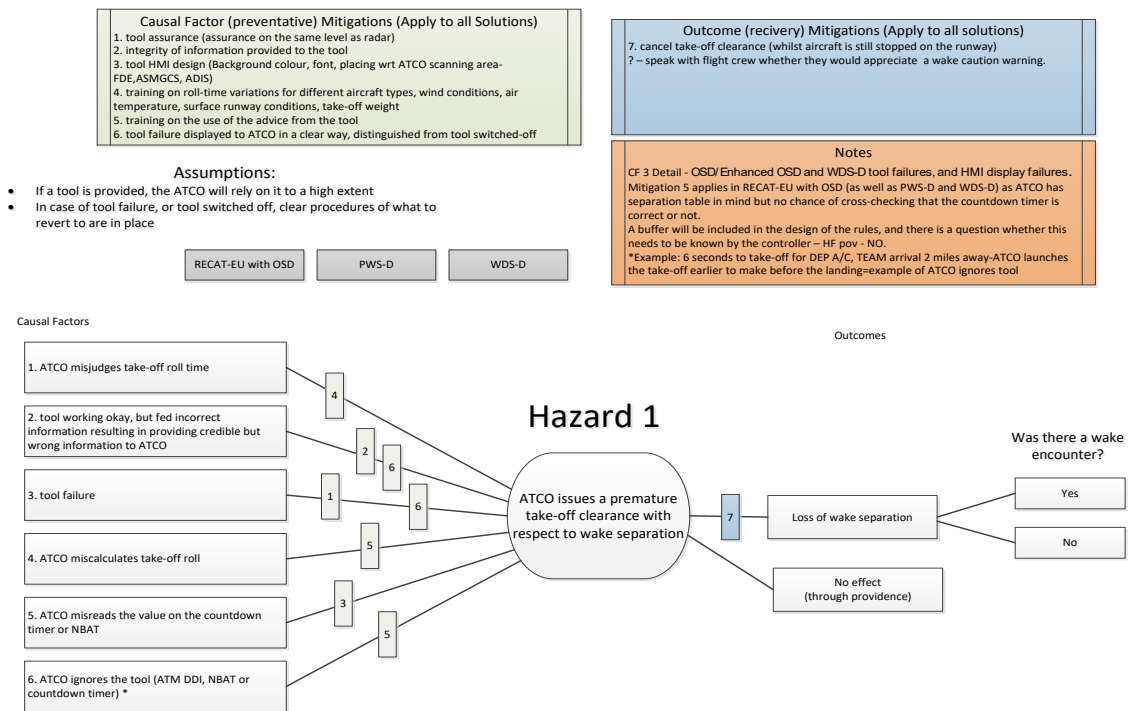 Causal Factor (preventative) Mitigations (Apply to all Solutions)
1. tool assurance (assurance on the same level as radar)
2. integrity of information provided to the tool
3. tool HMI design (Background colour, font, placing wrt ATCO scanning area-
FDE,ASMGCS, ADIS)
4. training on roll-time variations for different aircraft types, wind conditions, air
temperature, surface runway conditions, take-off weight
5. training on the use of the advice from the tool
6. tool failure displayed to ATCO in a clear way, distinguished from tool switched-off
Outcome (recivery) Mitigations (Apply to all solutions)
7. cancel take-off clearance (whilst aircraft is still stopped on the runway)
? – speak with flight crew whether they would appreciate a wake caution warning.
Notes
CF 3 Detail - OSD/Enhanced OSD and WDS-D tool failures, and HMI display failures.
Mitigation 5 applies in RECAT-EU with OSD (as well as PWS-D and WDS-D) as ATCO has
separation table in mind but no chance of cross-checking that the countdown timer is
correct or not.
A buffer will be included in the design of the rules, and there is a question whether this
needs to be known by the controller – HF pov - NO.
*Example: 6 seconds to take-off for DEP A/C, TEAM arrival 2 miles away-ATCO launches
the take-off earlier to make before the landing=example of ATCO ignores tool
Assumptions:
• If a tool is provided, the ATCO will rely on it to a high extent
• In case of tool failure, or tool switched off, clear procedures of what to
revert to are in place
RECAT-EU with OSD
PWS-D
WDS-D
Causal Factors
Outcomes
1. ATCO misjudges take-off roll time
2. tool working okay, but fed incorrect
information resulting in providing credible but
wrong information to ATCO
3. tool failure
4. ATCO miscalculates take-off roll
5. ATCO misreads the value on the countdown
timer or NBAT
6. ATCO ignores the tool (ATM DDI, NBAT or
countdown timer) *
4
2
6
1
6
5
3
5
Hazard 1
ATCO issues a premature
take-off clearance with
respect to wake separation
7
Loss of wake separation
No effect
(through providence)
Was there a wake
encounter?
Yes
No